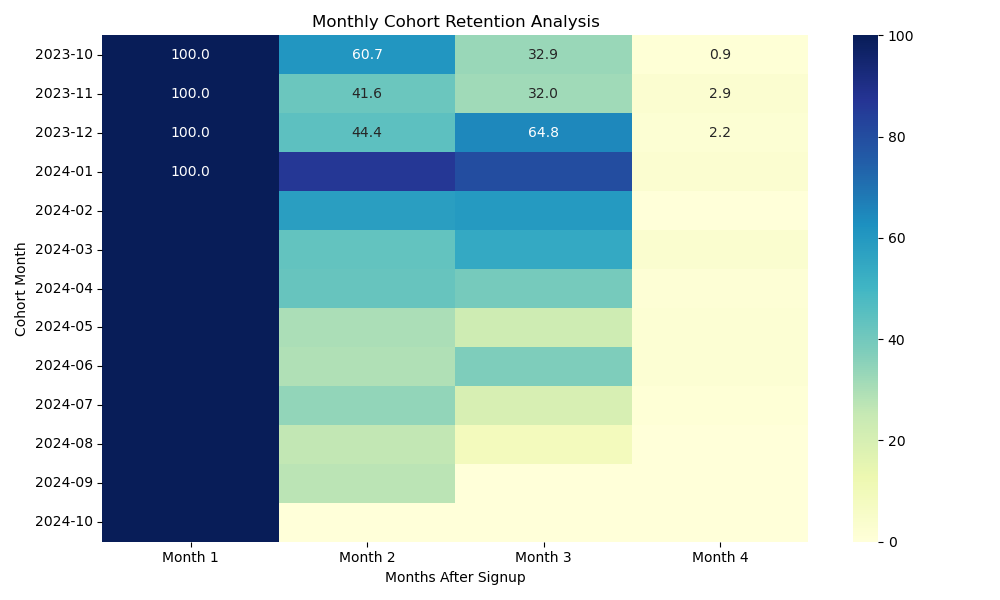 Monthly Cohort Retention Analysis
Cohort Month
2023-10 100.0 60.7 32.9 0.9
2023-11 100.0 41.6 32.0 2.9
2023-12 100.0 44.4 64.8 2.2
2024-01 100.0
2024-02
2024-03
2024-04
2024-05
2024-06
2024-07
2024-08
2024-09
2024-10
Month 1 Month 2 Month 3 Month 4
Months After Signup
100
80
60
40
20
0